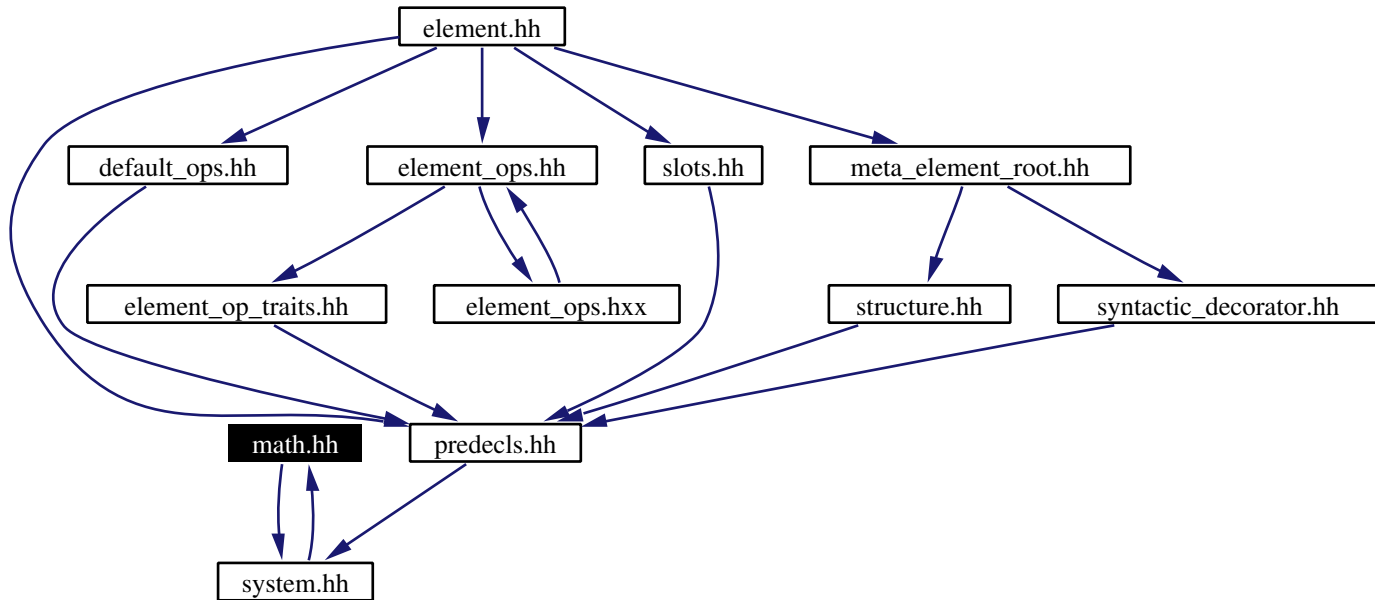 element.hh
default_ops.hh
element_ops.hh
slots.hh
meta_element_root.hh
element_op_traits.hh
element_ops.hxx
structure.hh
syntactic_decorator.hh
math.hh
predecls.hh
system.hh